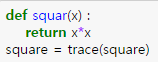 def squar(x) :
    return x*x
square = trace(square)